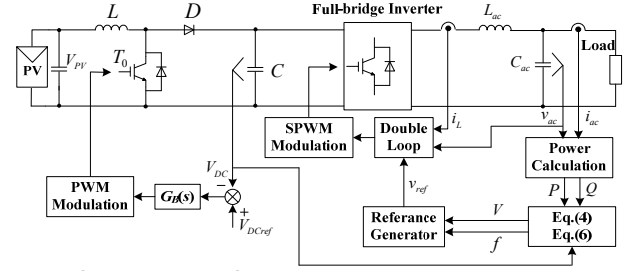 Full-bridge Inverter
L
D
L_ac
PV
V_PV
T_0
C
C_ac
Load
i_L
v_ac
i_ac
SPWM Modulation
Double Loop
Power Calculation
V_DC
P
Q
PWM Modulation
G_B(s)
−
+
V_DCref
v_ref
Referance Generator
V
f
Eq.(4)
Eq.(6)